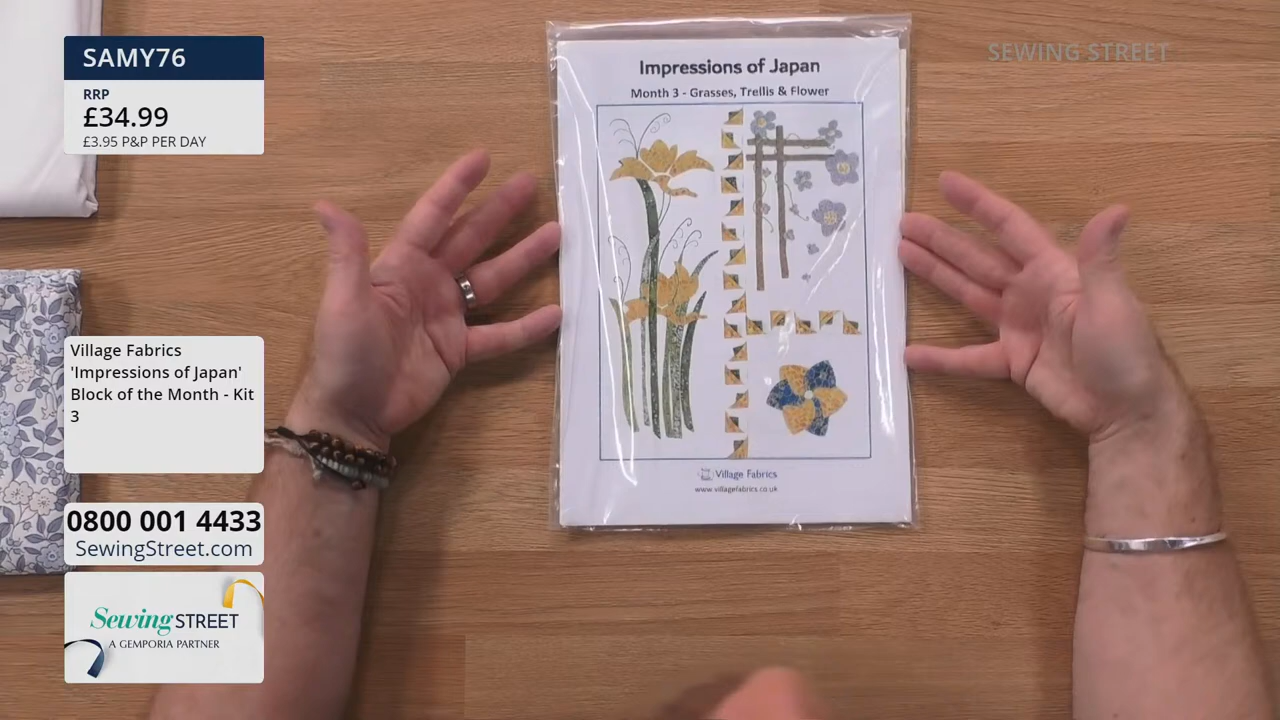 SAMY76
RRP
£34.99
£3.95 P&P PER DAY
Village Fabrics
'Impressions of Japan'
Block of the Month - Kit
3
0800 001 4433
SewingStreet.com
Sewing STREET
A GEMPORIA PARTNER
SEWING STREET
Impressions of Japan
Month 3 - Grasses, Trellis & Flower
Village Fabrics
www.villagefabrics.co.uk